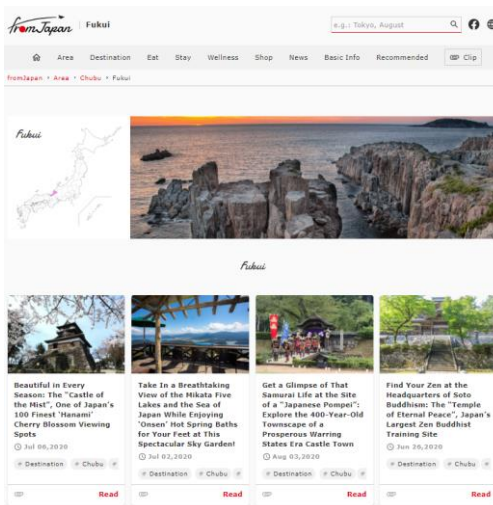 fromJapan Fukui
e.g.: Tokyo, August
Area Destination Eat Stay Wellness Shop News Basic Info Recommended Clip
fromJapan • Area • Chubu • Fukui
Fukui
Fukui
Beautiful in Every
Season: The "Castle of
the Mist", One of Japan's
100 Finest 'Hanami'
Cherry Blossom Viewing
Spots
Jul 06,2020
# Destination # Chubu #
Read
Take In a Breathtaking
View of the Mikata Five
Lakes and the Sea of
Japan While Enjoying
'Onsen' Hot Spring Baths
for Your Feet at This
Spectacular Sky Garden!
Jul 02,2020
# Destination # Chubu #
Read
Get a Glimpse of That
Samurai Life at the Site
of a "Japanese Pompei":
Explore the 400-Year-Old
Townscape of a
Prosperous Warring
States Era Castle Town
Aug 03,2020
# Destination # Chubu #
Read
Find Your Zen at the
Headquarters of Soto
Buddhism: The "Temple
of Eternal Peace", Japan's
Largest Zen Buddhist
Training Site
Jun 26,2020
# Destination # Chubu #
Read